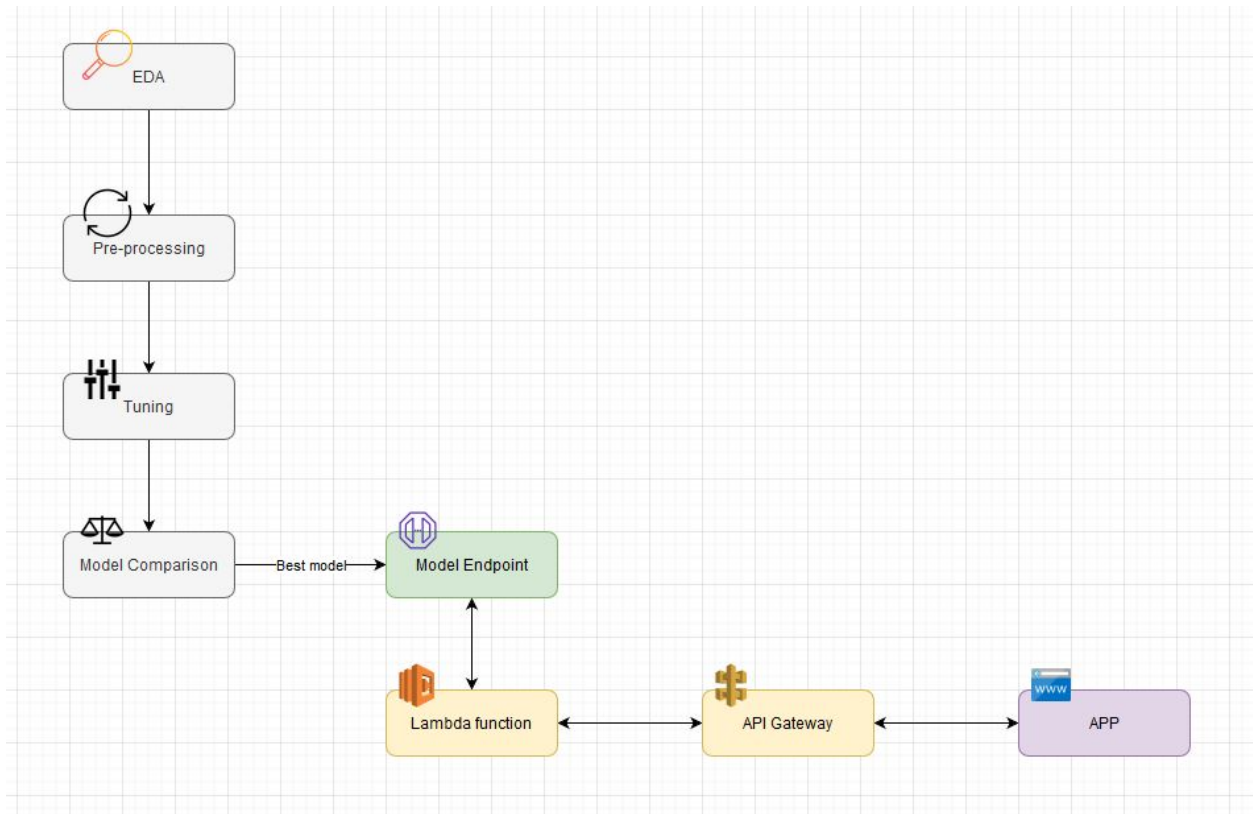 EDA
Pre-processing
Tuning
Model Comparison
Best model
Model Endpoint
Lambda function
API Gateway
www
APP